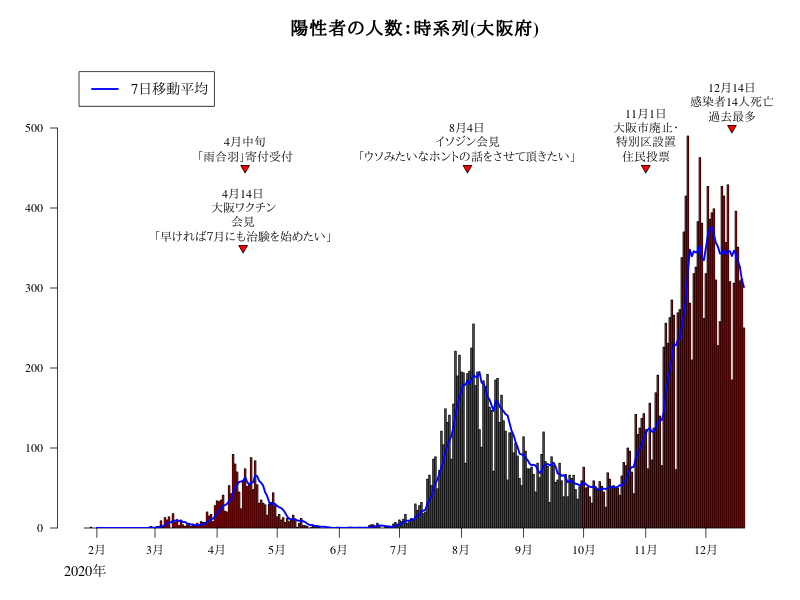 陽性者の人数:時系列(大阪府)
7日移動平均
12月14日
感染者14人死亡
過去最多
11月1日
大阪市廃止・
特別区設置
住民投票
8月4日
イソジン会見
「ウソみたいなホントの話をさせて頂きたい」
4月中旬
「雨合羽」寄付受付
4月14日
大阪ワクチン
会見
「早ければ7月にも治験を始めたい」
500
400
300
200
100
0
2月 3月 4月 5月 6月 7月 8月 9月 10月 11月 12月
2020年